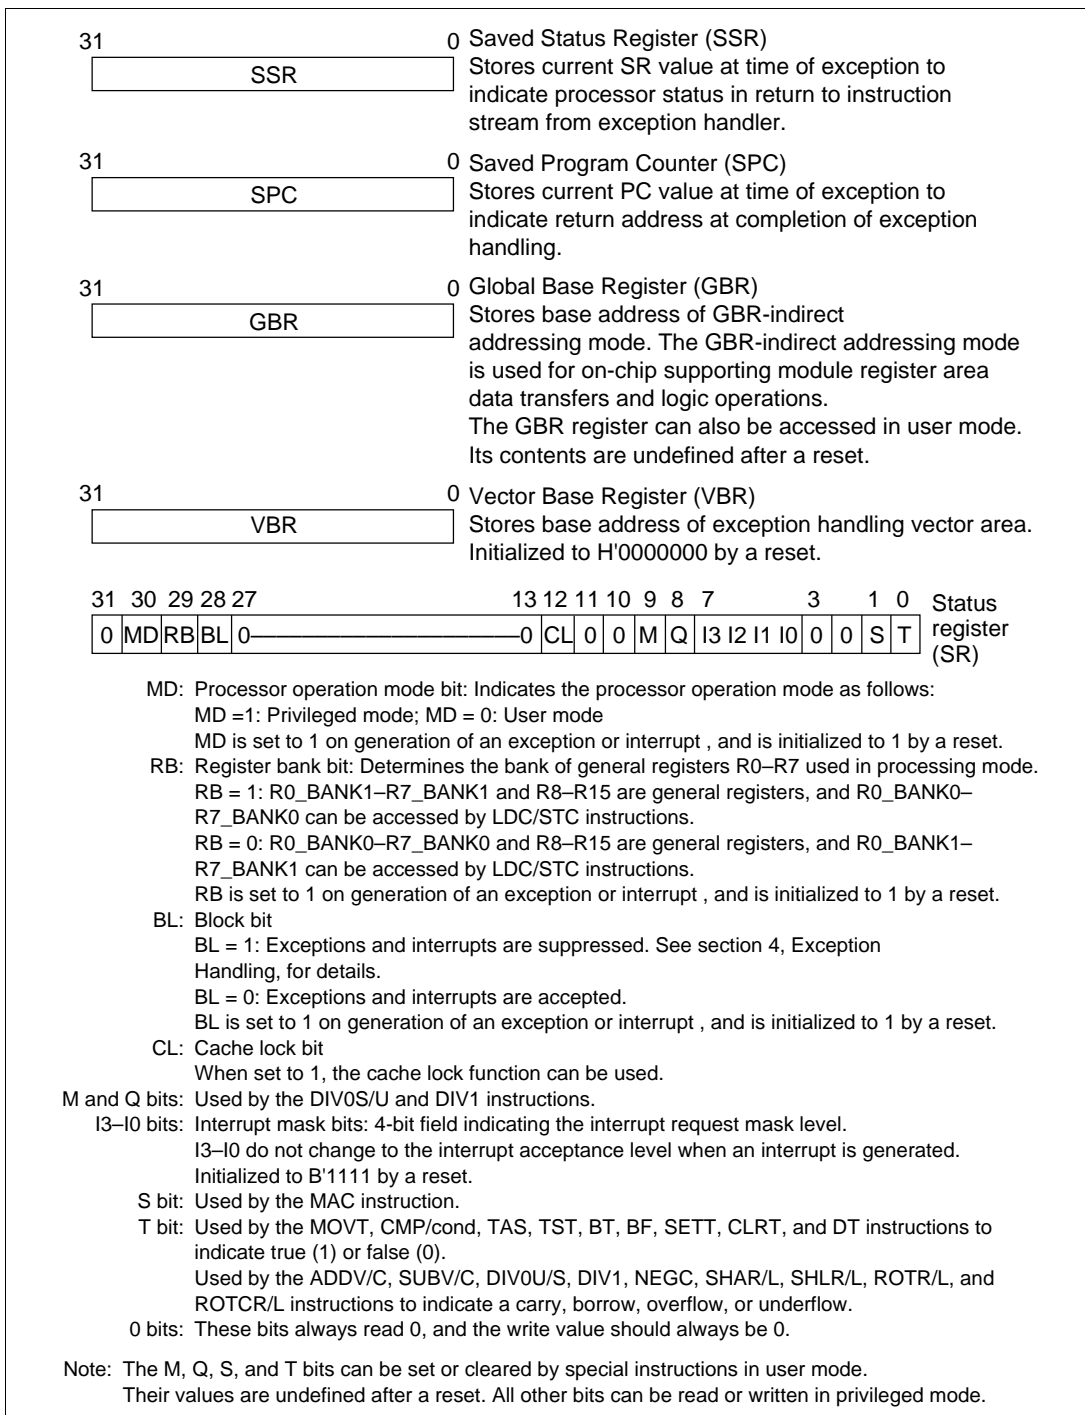 31 0 Saved Status Register (SSR)
SSR Stores current SR value at time of exception to
indicate processor status in return to instruction
stream from exception handler.
31 0 Saved Program Counter (SPC)
SPC Stores current PC value at time of exception to
indicate return address at completion of exception
handling.
31 0 Global Base Register (GBR)
GBR Stores base address of GBR-indirect
addressing mode. The GBR-indirect addressing mode
is used for on-chip supporting module register area
data transfers and logic operations.
The GBR register can also be accessed in user mode.
Its contents are undefined after a reset.
31 0 Vector Base Register (VBR)
VBR Stores base address of exception handling vector area.
Initialized to H'0000000 by a reset.
31 30 29 28 27 13 12 11 10 9 8 7 3 1 0 Status
0 MD RB BL 0 0 CL 0 0 M Q I3 I2 I1 I0 0 0 S T register
(SR)
MD: Processor operation mode bit: Indicates the processor operation mode as follows:
MD =1: Privileged mode; MD = 0: User mode
MD is set to 1 on generation of an exception or interrupt , and is initialized to 1 by a reset.
RB: Register bank bit: Determines the bank of general registers R0–R7 used in processing mode.
RB = 1: R0_BANK1–R7_BANK1 and R8–R15 are general registers, and R0_BANK0–
R7_BANK0 can be accessed by LDC/STC instructions.
RB = 0: R0_BANK0–R7_BANK0 and R8–R15 are general registers, and R0_BANK1–
R7_BANK1 can be accessed by LDC/STC instructions.
RB is set to 1 on generation of an exception or interrupt , and is initialized to 1 by a reset.
BL: Block bit
BL = 1: Exceptions and interrupts are suppressed. See section 4, Exception
Handling, for details.
BL = 0: Exceptions and interrupts are accepted.
BL is set to 1 on generation of an exception or interrupt , and is initialized to 1 by a reset.
CL: Cache lock bit
When set to 1, the cache lock function can be used.
M and Q bits: Used by the DIV0S/U and DIV1 instructions.
I3–I0 bits: Interrupt mask bits: 4-bit field indicating the interrupt request mask level.
I3–I0 do not change to the interrupt acceptance level when an interrupt is generated.
Initialized to B'1111 by a reset.
S bit: Used by the MAC instruction.
T bit: Used by the MOVT, CMP/cond, TAS, TST, BT, BF, SETT, CLRT, and DT instructions to
indicate true (1) or false (0).
Used by the ADDV/C, SUBV/C, DIV0U/S, DIV1, NEGC, SHAR/L, SHLR/L, ROTR/L, and
ROTCR/L instructions to indicate a carry, borrow, overflow, or underflow.
0 bits: These bits always read 0, and the write value should always be 0.
Note: The M, Q, S, and T bits can be set or cleared by special instructions in user mode.
Their values are undefined after a reset. All other bits can be read or written in privileged mode.